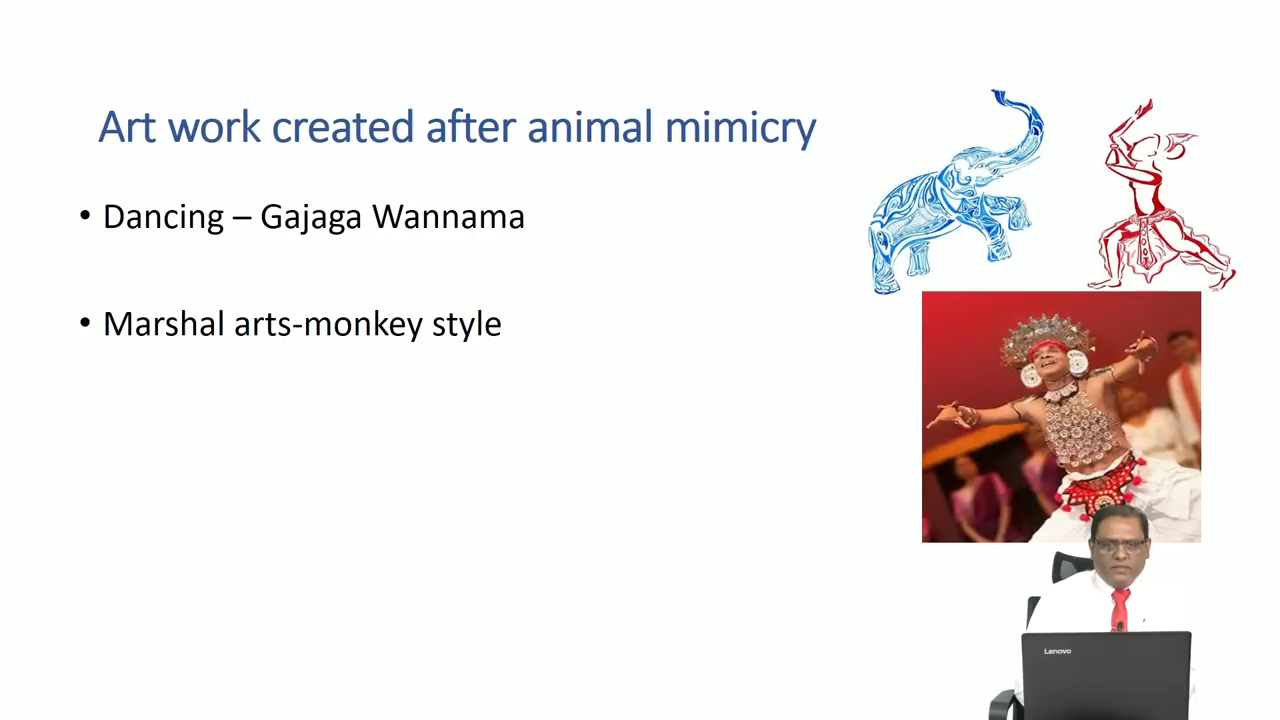 Art work created after animal mimicry
• Dancing – Gajaga Wannama
• Marshal arts-monkey style
Lenovo